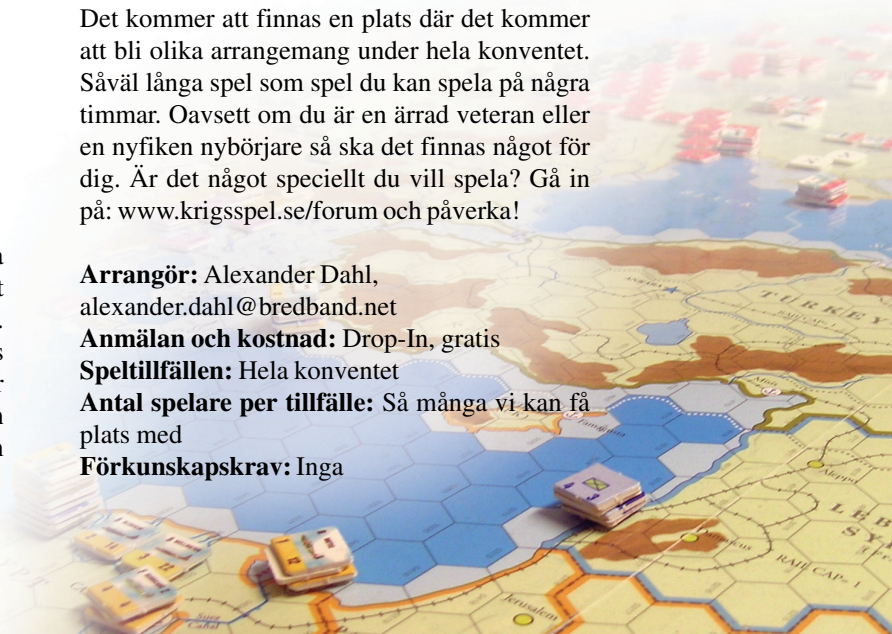 Det kommer att finnas en plats där det kommer
att bli olika arrangemang under hela konventet.
Såväl långa spel som spel du kan spela på några
timmar. Oavsett om du är en ärrad veteran eller
en nyfiken nybörjare så ska det finnas något för
dig. Är det något speciellt du vill spela? Gå in
på: www.krigsspel.se/forum och påverka!
Arrangör: Alexander Dahl,
alexander.dahl@bredband.net
Anmälan och kostnad: Drop-In, gratis
Speltillfällen: Hela konventet
Antal spelare per tillfälle: Så många vi kan få
plats med
Förkunskapskrav: Inga
TURKEY
Aleppo
Damascus
RAIL CAP- 1
Jerusalem
Suez
Canal